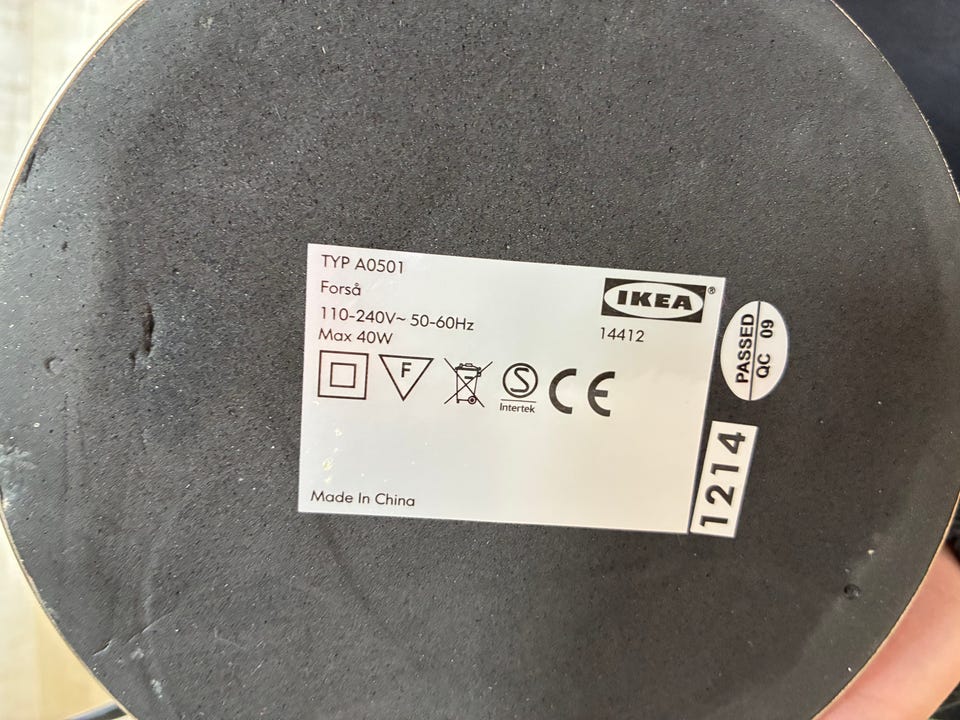 TYP A0501
Forså
110-240V~ 50-60Hz
Max 40W
IKEA®
14412
F
S
Intertek
CE
Made In China
PASSED
QC 09
1214